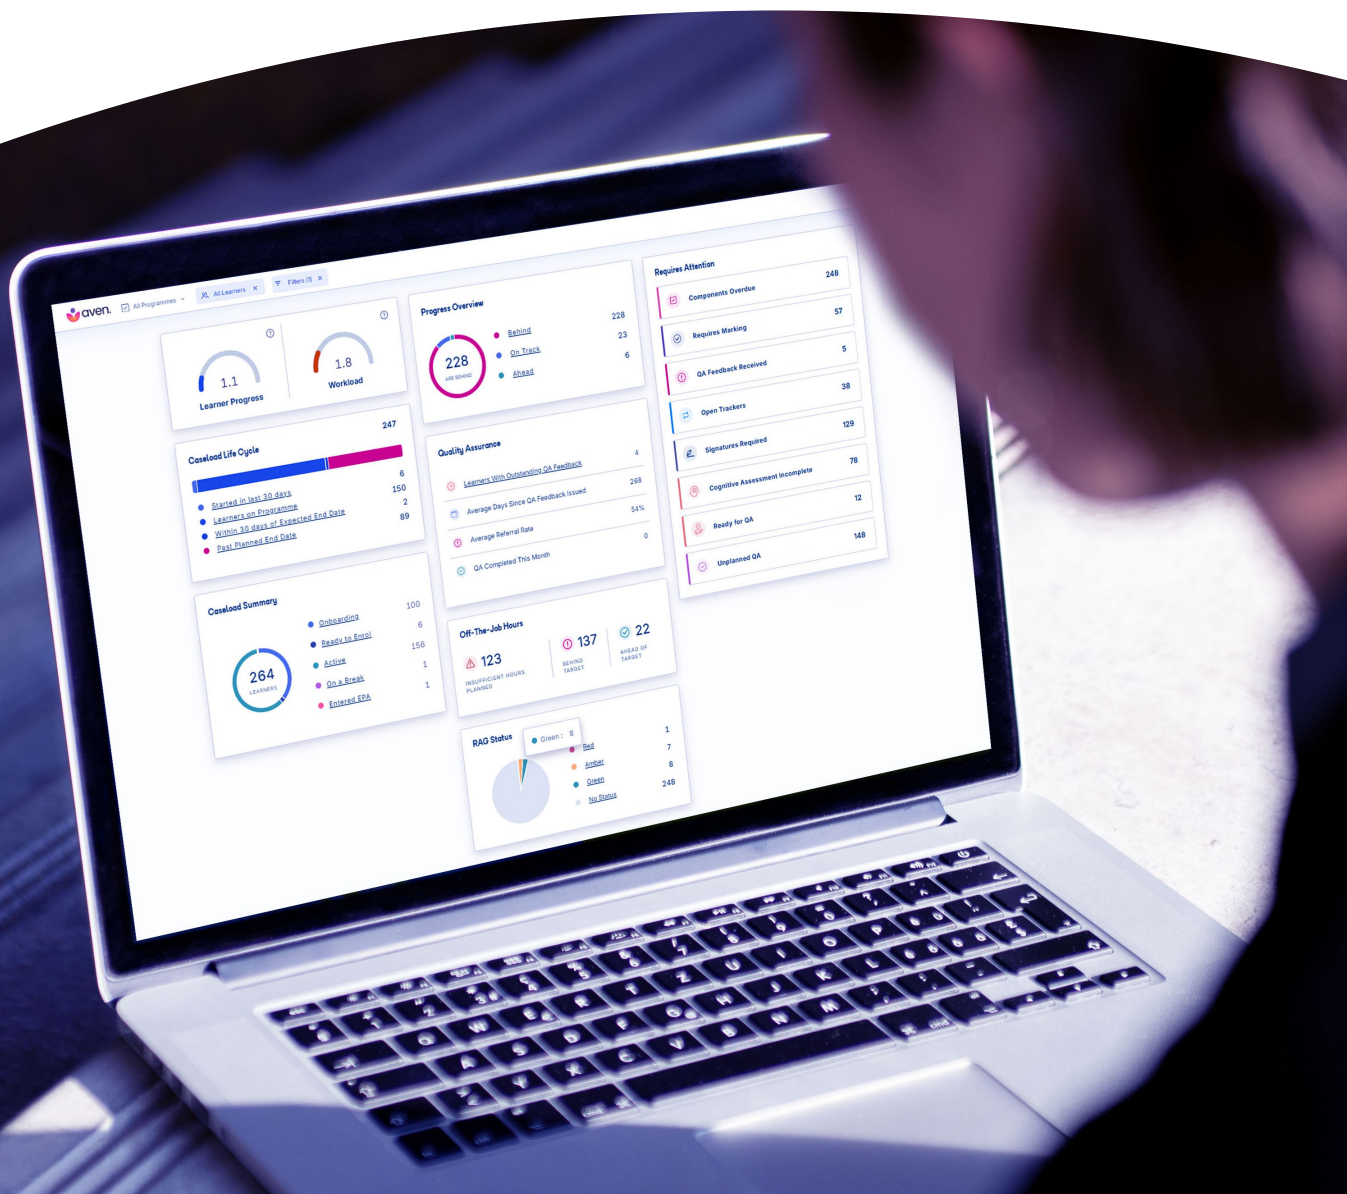 aven.
All Programmes
All Learners
Filters (1)
1.1
Learner Progress
1.8
Workload
Caseload Life Cycle
247
Started in last 30 days 6
Learners on Programme 150
Within 30 days of Expected End Date 2
Past Planned End Date 89
Caseload Summary
264
LEARNERS
Onboarding 100
Ready to Enrol 6
Active 156
On a Break 1
Entered EPA 1
Progress Overview
228
ARE BEHIND
Behind 228
On Track 23
Ahead 6
Quality Assurance
Learners With Outstanding QA Feedback 4
Average Days Since QA Feedback Issued 268
Average Referral Rate 54%
QA Completed This Month 0
Off-The-Job Hours
123
INSUFFICIENT HOURS
PLANNED
137
BEHIND
TARGET
22
AHEAD OF
TARGET
RAG Status
Green : 8
Red 1
Amber 7
Green 8
No Status 248
Requires Attention
Components Overdue 248
Requires Marking 57
QA Feedback Received 5
Open Trackers 38
Signatures Required 129
Cognitive Assessment Incomplete 78
Ready for QA 12
Unplanned QA 148